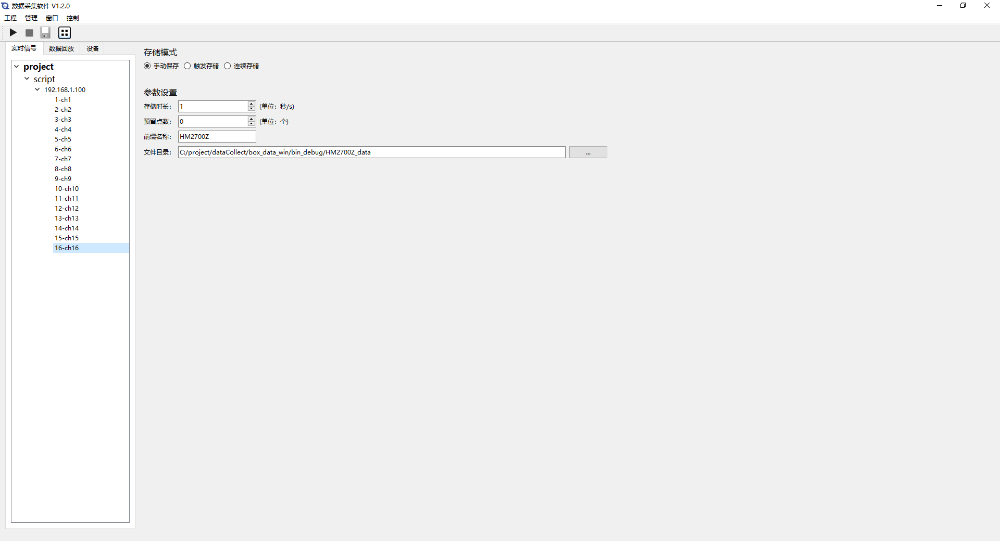 数据采集软件 V1.2.0
工程 管理 窗口 控制
实时信号 数据回放 设备
project
script
192.168.1.100
1-ch1
2-ch2
3-ch3
4-ch4
5-ch5
6-ch6
7-ch7
8-ch8
9-ch9
10-ch10
11-ch11
12-ch12
13-ch13
14-ch14
15-ch15
16-ch16
存储模式
手动保存 触发存储 连续存储
参数设置
存储时长： 1 (单位：秒/s)
预留点数： 0 (单位：个)
前缀名称： HM2700Z
文件目录： C:/project/dataCollect/box_data_win/bin_debug/HM2700Z_data ...